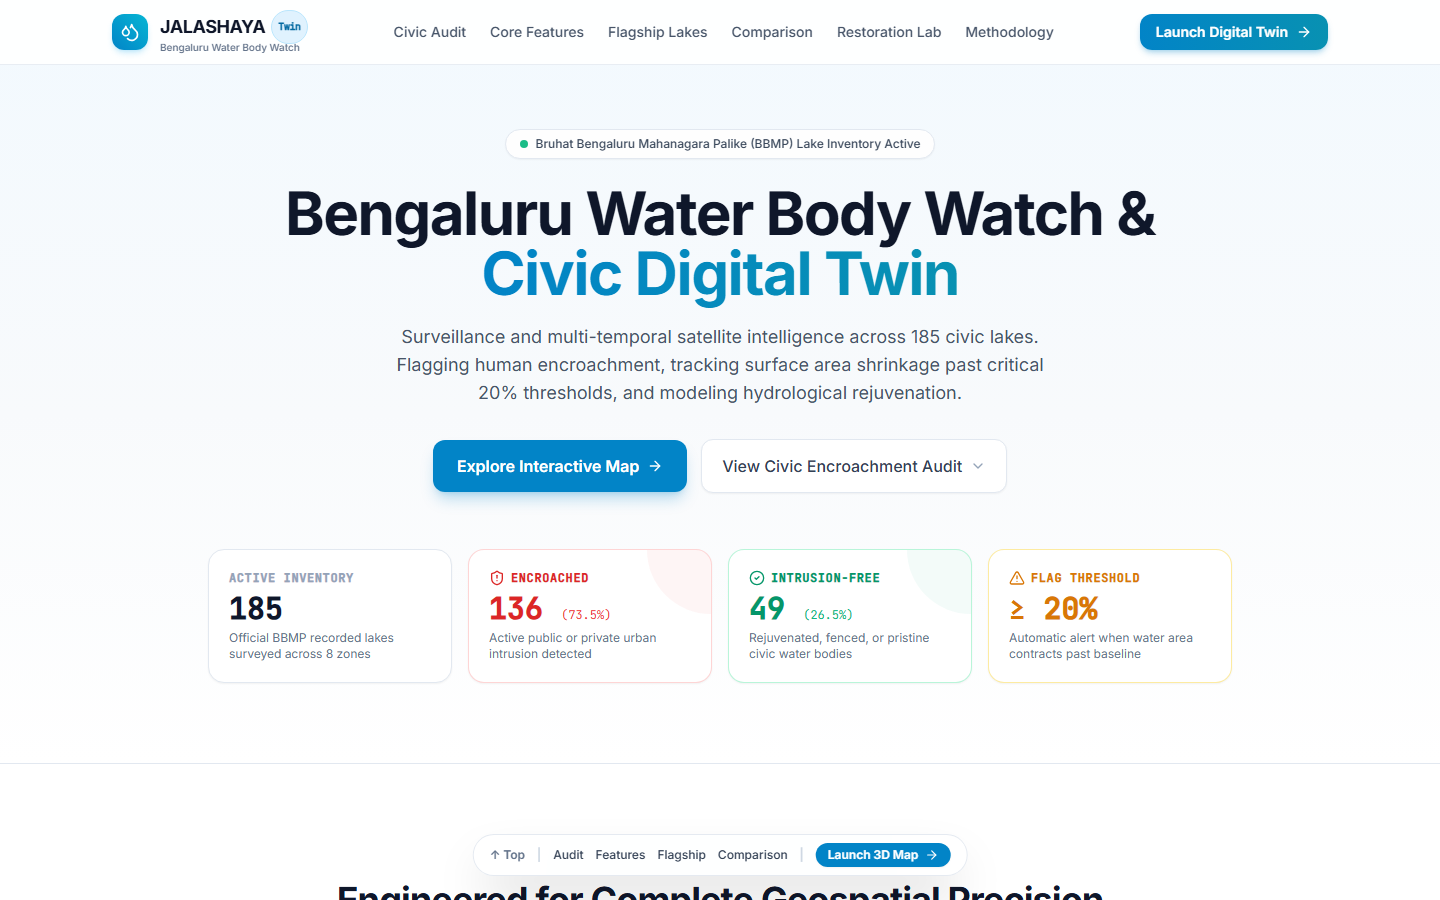 JALASHAYA Twin
Bengaluru Water Body Watch
Civic Audit Core Features Flagship Lakes Comparison Restoration Lab Methodology
Launch Digital Twin →
Bruhat Bengaluru Mahanagara Palike (BBMP) Lake Inventory Active
Bengaluru Water Body Watch &
Civic Digital Twin
Surveillance and multi-temporal satellite intelligence across 185 civic lakes.
Flagging human encroachment, tracking surface area shrinkage past critical
20% thresholds, and modeling hydrological rejuvenation.
Explore Interactive Map →
View Civic Encroachment Audit
ACTIVE INVENTORY
185
Official BBMP recorded lakes
surveyed across 8 zones
ENCROACHED
136 (73.5%)
Active public or private urban
intrusion detected
INTRUSION-FREE
49 (26.5%)
Rejuvenated, fenced, or pristine
civic water bodies
FLAG THRESHOLD
≥ 20%
Automatic alert when water area
contracts past baseline
↑ Top | Audit Features Flagship Comparison | Launch 3D Map →
Engineered for Complete Geospatial Precision